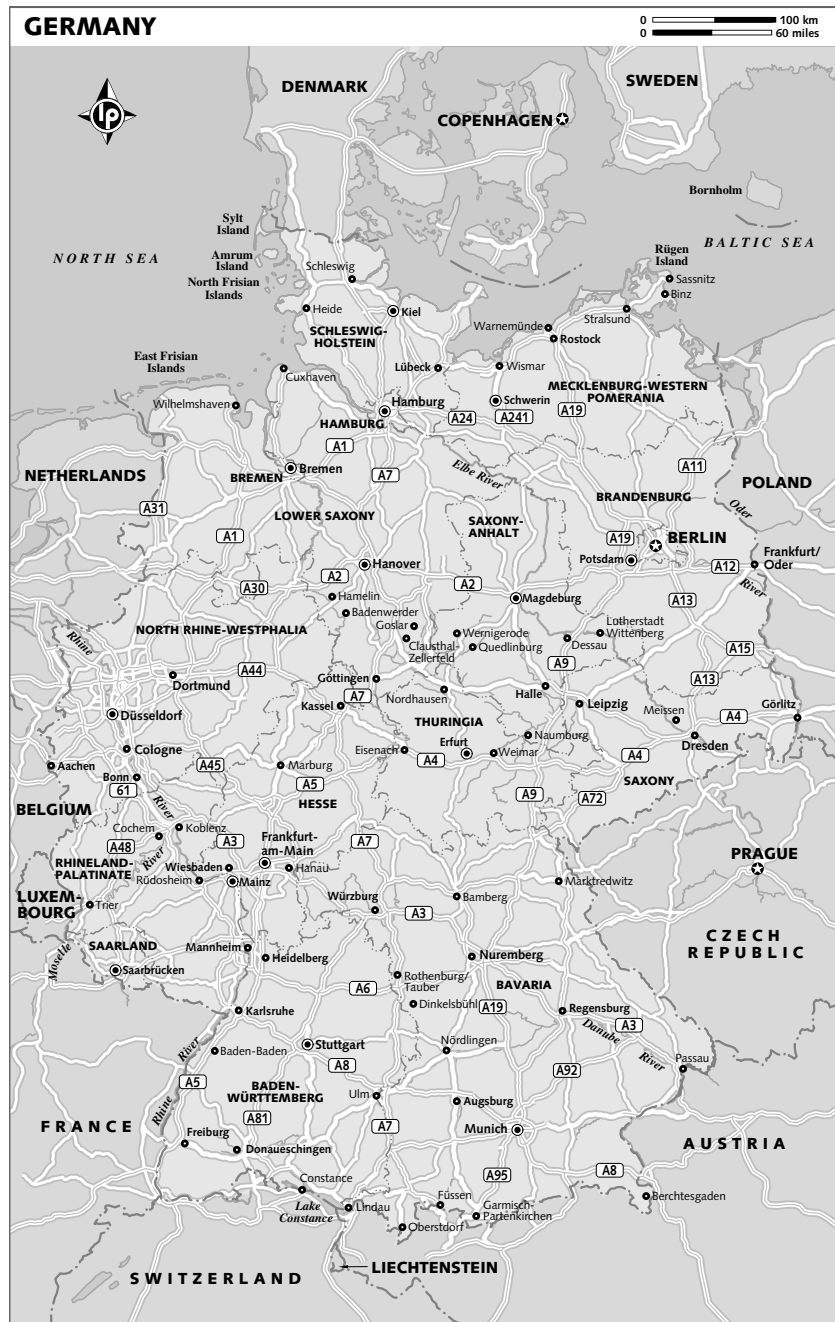 GERMANY
0 100 km
0 60 miles
DENMARK
SWEDEN
COPENHAGEN
lp
Bornholm
Sylt
Island
NORTH SEA
BALTIC SEA
Amrum
Island
Rügen
Island
Schleswig
Sassnitz
North Frisian
Islands
Binz
Heide
Kiel
Stralsund
SCHLESWIG-
HOLSTEIN
Warnemünde
Rostock
East Frisian
Islands
Cuxhaven
Lübeck
Wismar
MECKLENBURG-WESTERN
POMERANIA
Wilhelmshaven
Hamburg
Schwerin
HAMBURG
A24
A241
A19
A1
NETHERLANDS
BREMEN
Bremen
A7
Elbe River
A11
POLAND
BRANDENBURG
A31
Oder
LOWER SAXONY
SAXONY-
ANHALT
A1
A19
BERLIN
Hanover
Potsdam
Frankfurt/
Oder
A12
A2
A2
A30
River
Hamelin
Magdeburg
A13
Badenwerder
Goslar
Wernigerode
Lutherstadt
Wittenberg
NORTH RHINE-WESTPHALIA
Rhine
Clausthal-
Zellerfeld
Quedlinburg
Dessau
A15
A9
A44
Dortmund
Göttingen
A13
A7
Nordhausen
Halle
Kassel
Leipzig
Düsseldorf
Meissen
A4
Görlitz
THURINGIA
Naumburg
Cologne
Eisenach
Erfurt
Weimar
Dresden
A4
A4
Aachen
A45
Marburg
Bonn
A5
SAXONY
61
HESSE
A9
A72
BELGIUM
River
Cochem
Koblenz
Frankfurt-
am-Main
A48
A3
A7
River
RHINELAND-
PALATINATE
Wiesbaden
Hanau
PRAGUE
Rüdosheim
Mainz
Marktredwitz
LUXEM-
BOURG
Trier
Würzburg
Bamberg
A3
CZECH
REPUBLIC
SAARLAND
Mannheim
Moselle
Heidelberg
Nuremberg
Saarbrücken
Rothenburg/
Tauber
BAVARIA
A6
Dinkelsbühl
A19
Karlsruhe
Regensburg
A3
Danube
River
Stuttgart
Nördlingen
River
Baden-Baden
A8
A92
Passau
A5
BADEN-
WÜRTTEMBERG
Ulm
Augsburg
Rhine
A81
A7
Munich
FRANCE
Freiburg
AUSTRIA
Donaueschingen
A95
A8
Constance
Füssen
Berchtesgaden
Lake
Constance
Lindau
Garmisch-
Partenkirchen
Oberstdorf
LIECHTENSTEIN
SWITZERLAND